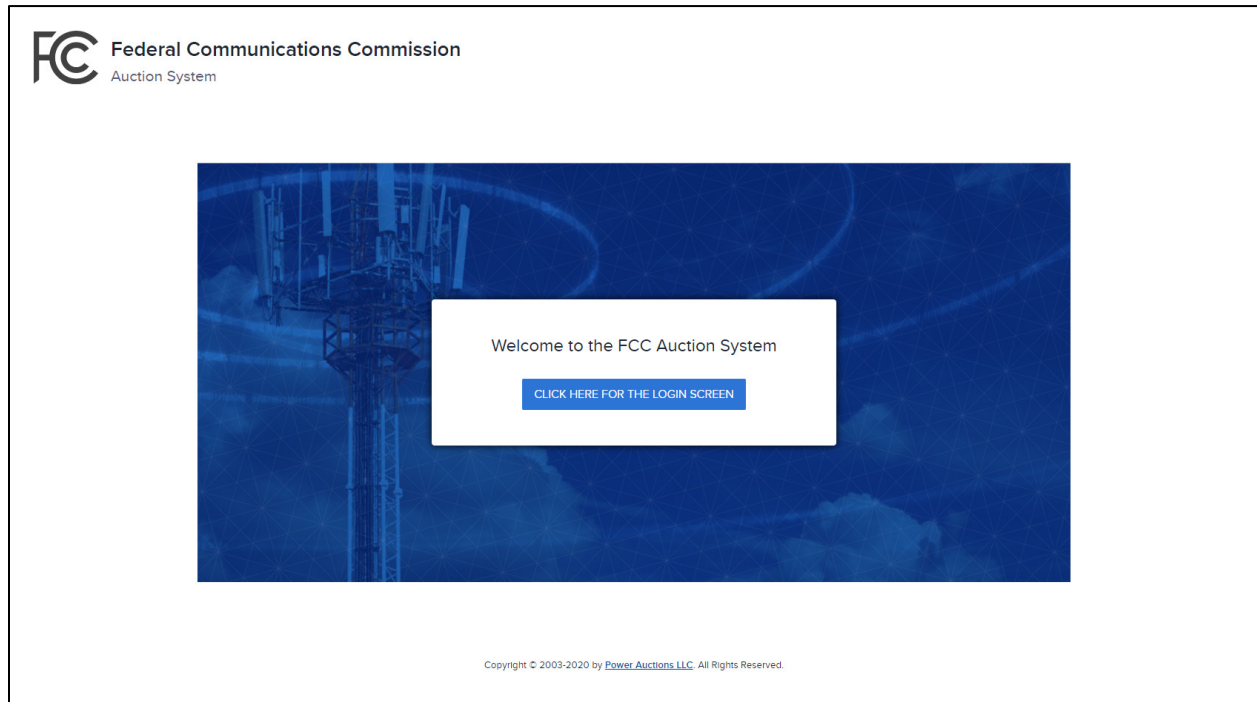 FCC
Federal Communications Commission
Auction System
Welcome to the FCC Auction System
CLICK HERE FOR THE LOGIN SCREEN
Copyright © 2003-2020 by Power Auctions LLC. All Rights Reserved.